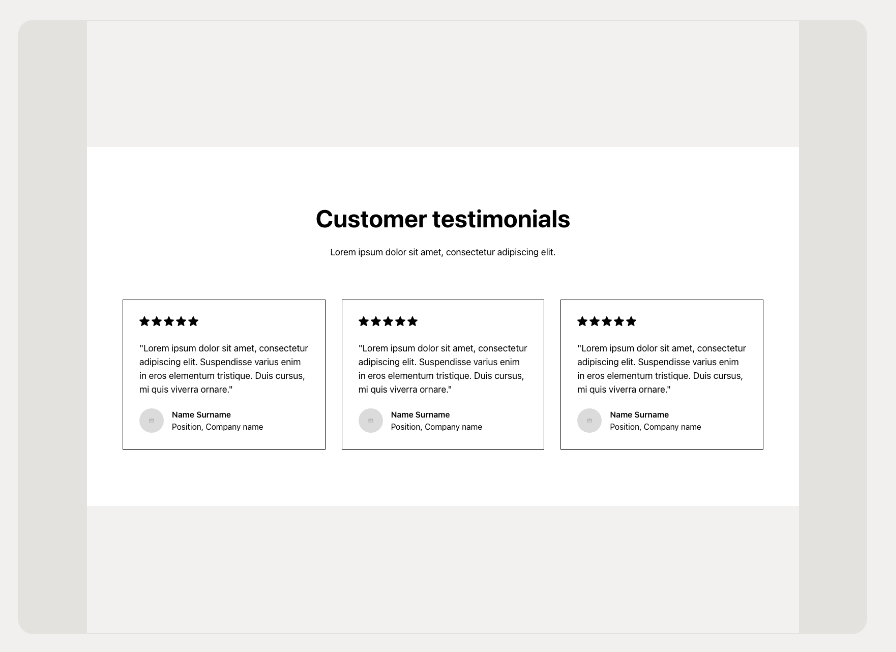 Customer testimonials
Lorem ipsum dolor sit amet, consectetur adipiscing elit.
"Lorem ipsum dolor sit amet, consectetur
adipiscing elit. Suspendisse varius enim
in eros elementum tristique. Duis cursus,
mi quis viverra ornare."
Name Surname
Position, Company name
"Lorem ipsum dolor sit amet, consectetur
adipiscing elit. Suspendisse varius enim
in eros elementum tristique. Duis cursus,
mi quis viverra ornare."
Name Surname
Position, Company name
"Lorem ipsum dolor sit amet, consectetur
adipiscing elit. Suspendisse varius enim
in eros elementum tristique. Duis cursus,
mi quis viverra ornare."
Name Surname
Position, Company name